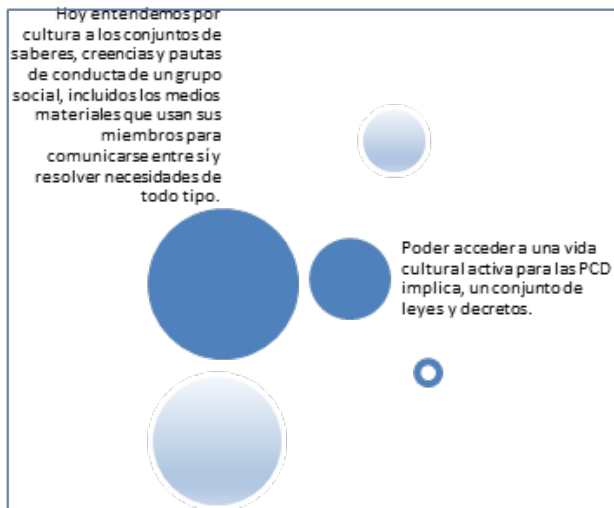 Hoy entendemos por
cultura a los conjuntos de
saberes, creencias y pautas
de conducta de un grupo
social, incluidos los medios
materiales que usan sus
miembros para
comunicarse entre sí y
resolver necesidades de
todo tipo.
Poder acceder a una vida
cultural activa para las PCD
implica, un conjunto de
leyes y decretos.